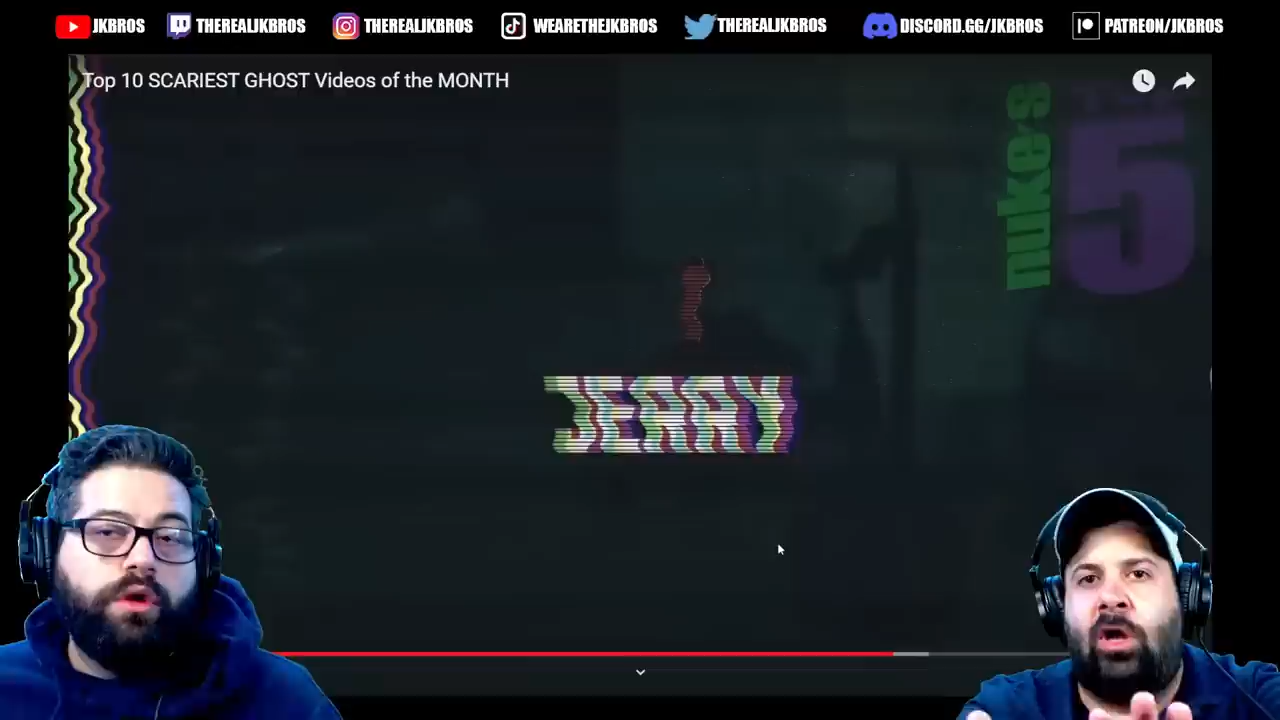 JKBROS THEREALJKBROS THEREALJKBROS WEARETHEJKBROS THEREALJKBROS DISCORD.GG/JKBROS PATREON/JKBROS
Top 10 SCARIEST GHOST Videos of the MONTH
nuke's
5
JERRY